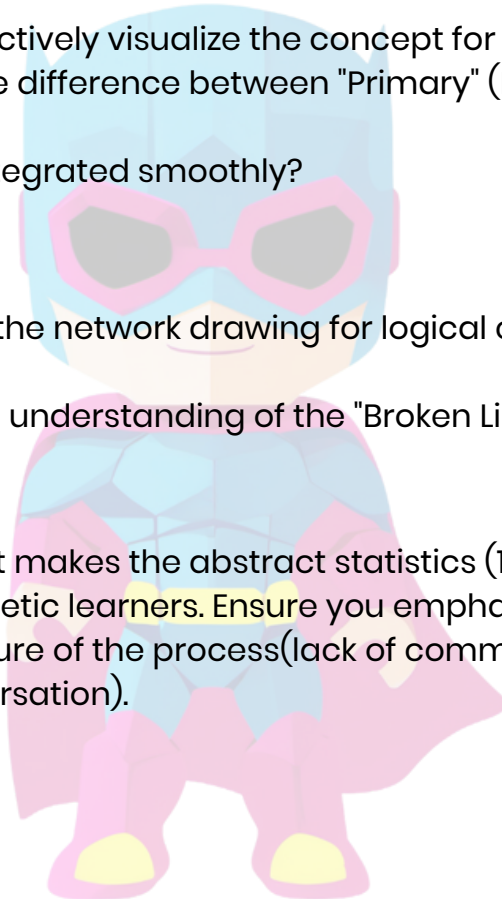 ctively visualize the concept for
e difference between "Primary" (
egrated smoothly?
the network drawing for logical c
understanding of the "Broken Li
t makes the abstract statistics (1
etic learners. Ensure you empha
ure of the process(lack of comm
rsation).